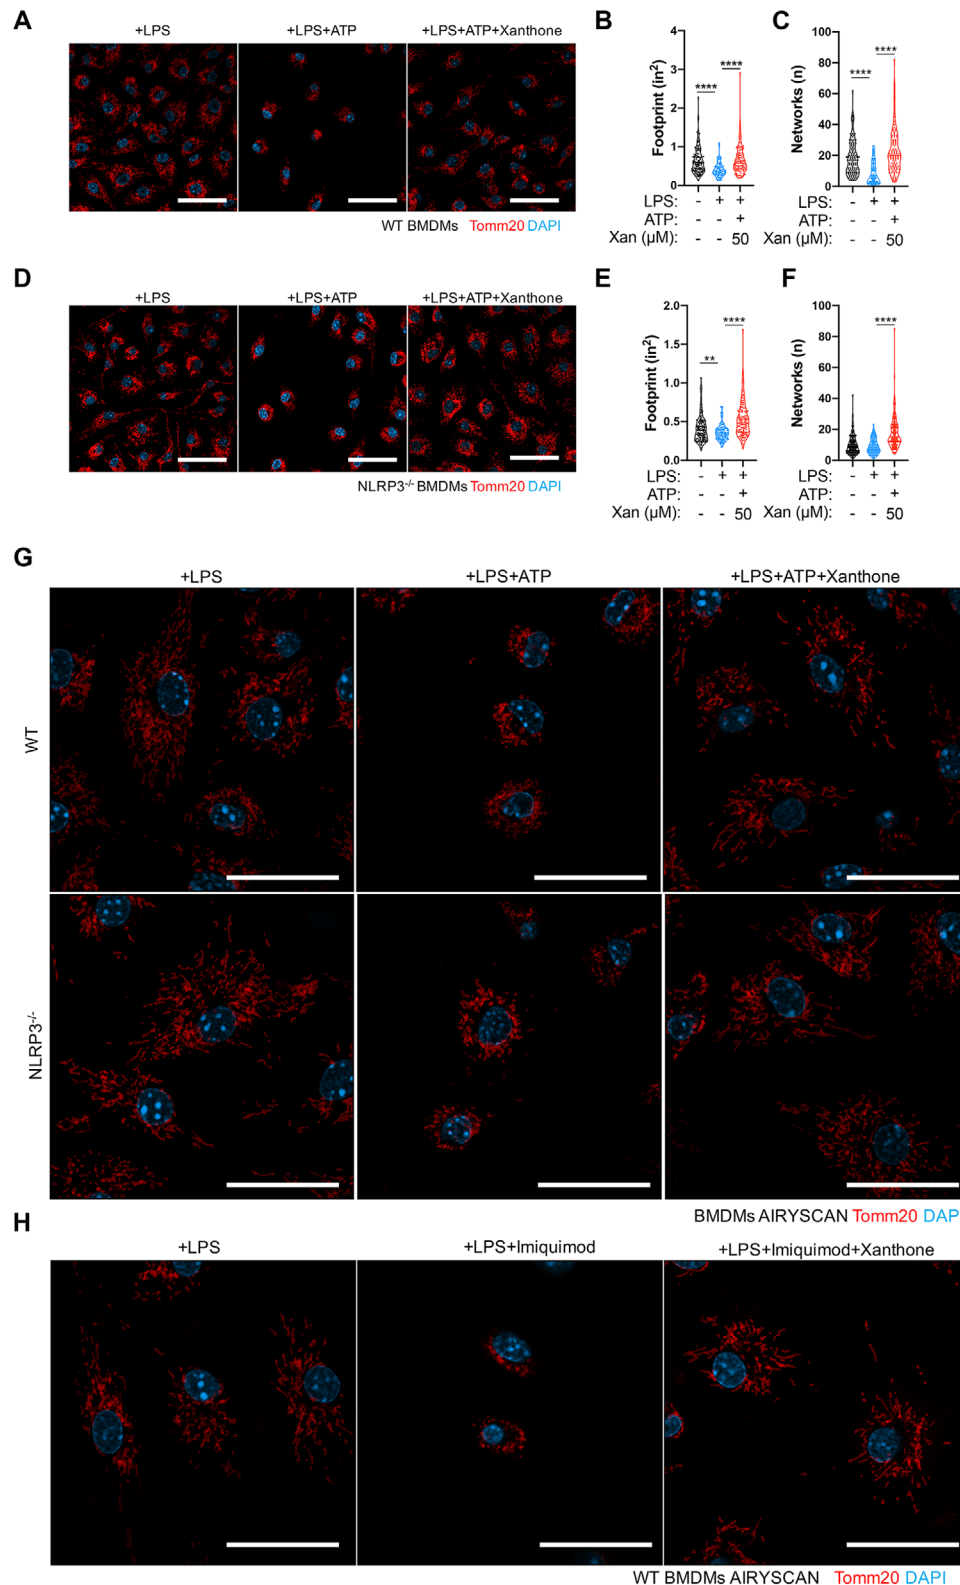 A
+LPS
+LPS+ATP
+LPS+ATP+Xanthone
WT BMDMs Tomm20 DAPI
B
Footprint (in²)
4
3
2
1
0
****
****
LPS: - + +
ATP: +
Xan (µM): - - 50
C
Networks (n)
100
80
60
40
20
0
****
****
LPS: - + +
ATP: +
Xan (µM): - - 50
D
+LPS
+LPS+ATP
+LPS+ATP+Xanthone
NLRP3-/- BMDMs Tomm20 DAPI
E
Footprint (in²)
2.0
1.5
1.0
0.5
0.0
**
****
LPS: - + +
ATP: +
Xan (µM): - - 50
F
Networks (n)
100
80
60
40
20
0
****
LPS: - + +
ATP: +
Xan (µM): - - 50
G
+LPS
+LPS+ATP
+LPS+ATP+Xanthone
WT
NLRP3-/-
BMDMs AIRYSCAN Tomm20 DAP
H
+LPS
+LPS+Imiquimod
+LPS+Imiquimod+Xanthone
WT BMDMs AIRYSCAN Tomm20 DAPI